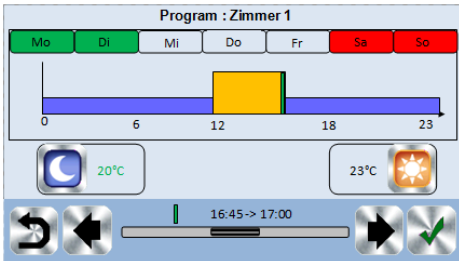 Program : Zimmer 1
Mo Di Mi Do Fr Sa So
0 6 12 18 23
20°C 23°C
16:45-> 17:00